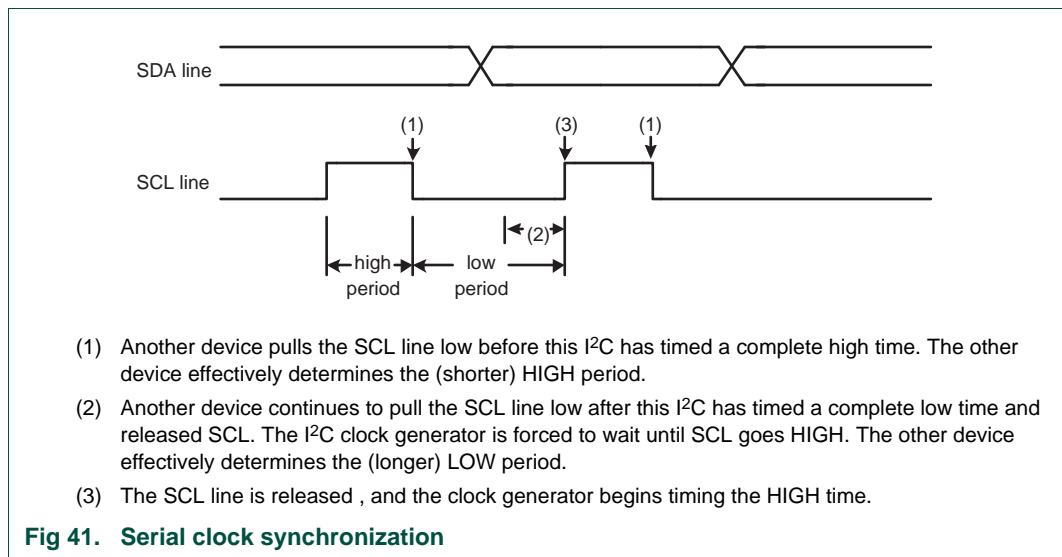 SDA line
(1)
(3)
(1)
SCL line
(2)
high
period
low
period
(1) Another device pulls the SCL line low before this I2C has timed a complete high time. The other
device effectively determines the (shorter) HIGH period.
(2) Another device continues to pull the SCL line low after this I2C has timed a complete low time and
released SCL. The I2C clock generator is forced to wait until SCL goes HIGH. The other device
effectively determines the (longer) LOW period.
(3) The SCL line is released , and the clock generator begins timing the HIGH time.
Fig 41. Serial clock synchronization